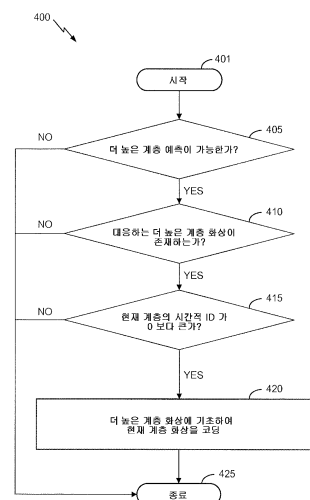 400
401
시작
405
NO
더 높은 계층 예측이 가능한가?
YES
410
NO
대응하는 더 높은 계층 화상이
존재하는가?
YES
415
NO
현재 계층의 시간적 ID 가
0 보다 큰가?
YES
420
더 높은 계층 화상에 기초하여
현재 계층 화상을 코딩
425
종료